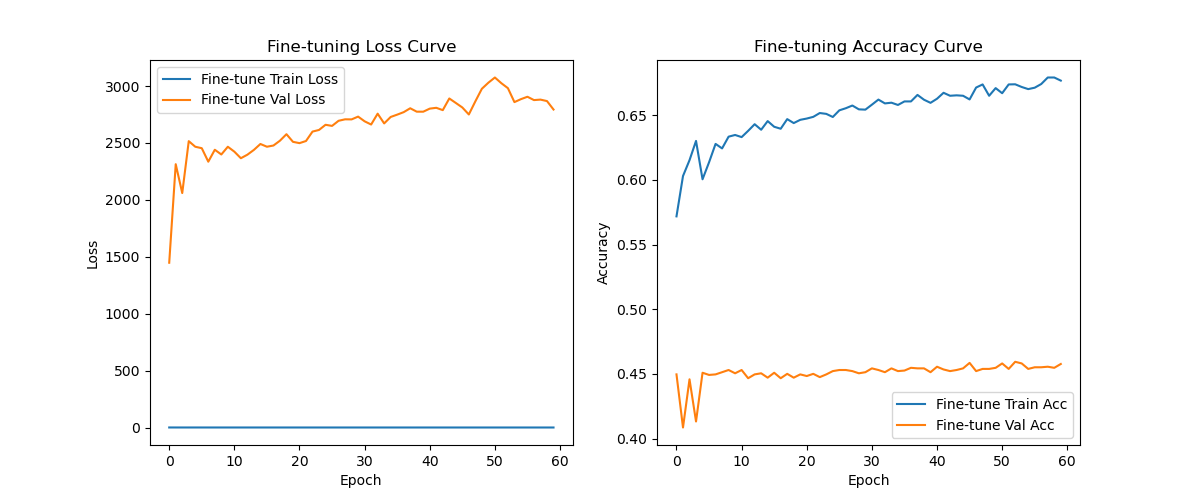 Fine-tuning Loss Curve
Fine-tune Train Loss
Fine-tune Val Loss
3000
2500
2000
1500
1000
500
0
Loss
0 10 20 30 40 50 60
Epoch
Fine-tuning Accuracy Curve
0.65
0.60
0.55
0.50
0.45
0.40
Accuracy
Fine-tune Train Acc
Fine-tune Val Acc
0 10 20 30 40 50 60
Epoch